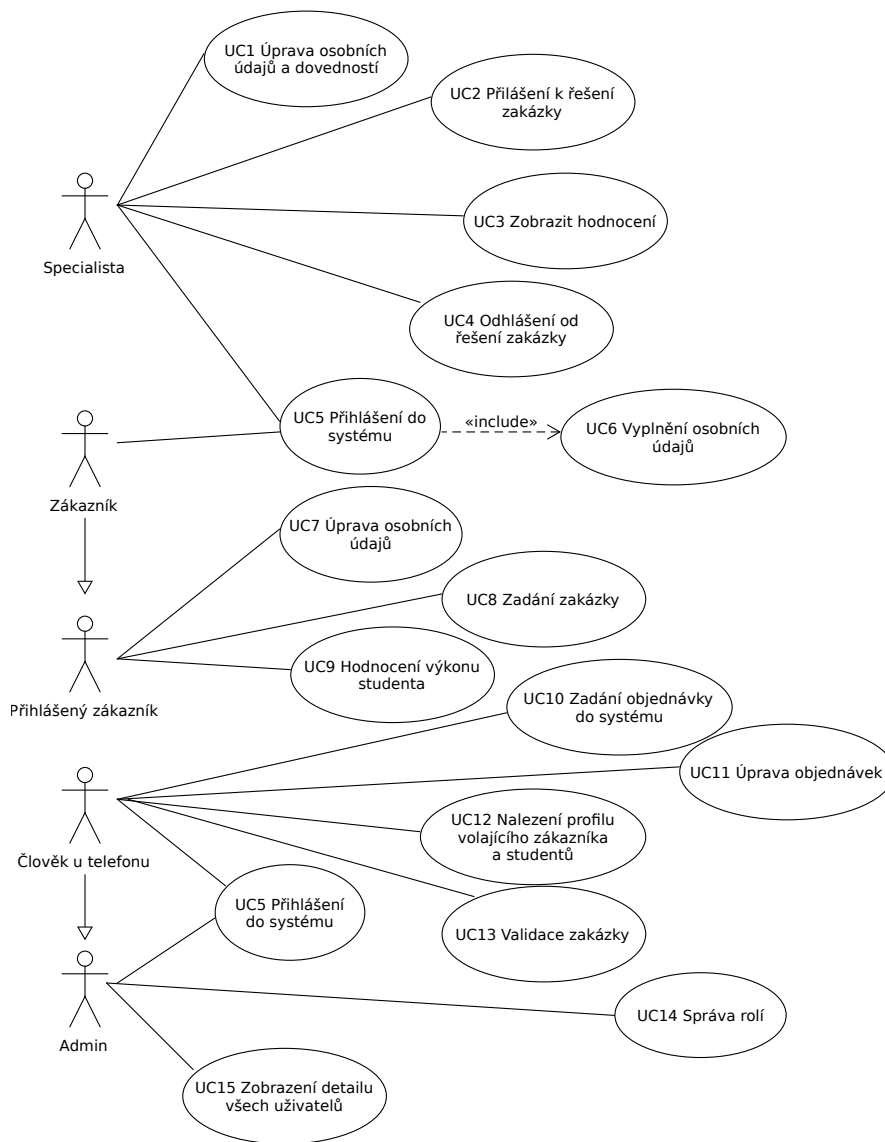 UC1 Úprava osobních
údajů a dovedností
UC2 Přilášení k řešení
zakázky
UC3 Zobrazit hodnocení
Specialista
UC4 Odhlášení od
řešení zakázky
UC5 Přihlášení do
systému
«include»
UC6 Vyplnění osobních
údajů
Zákazník
UC7 Úprava osobních
údajů
UC8 Zadání zakázky
UC9 Hodnocení výkonu
studenta
Přihlášený zákazník
UC10 Zadání objednávky
do systému
UC11 Úprava objednávek
UC12 Nalezení profilu
volajícího zákazníka
a studentů
Člověk u telefonu
UC5 Přihlášení
do systému
UC13 Validace zakázky
UC14 Správa rolí
Admin
UC15 Zobrazení detailu
všech uživatelů